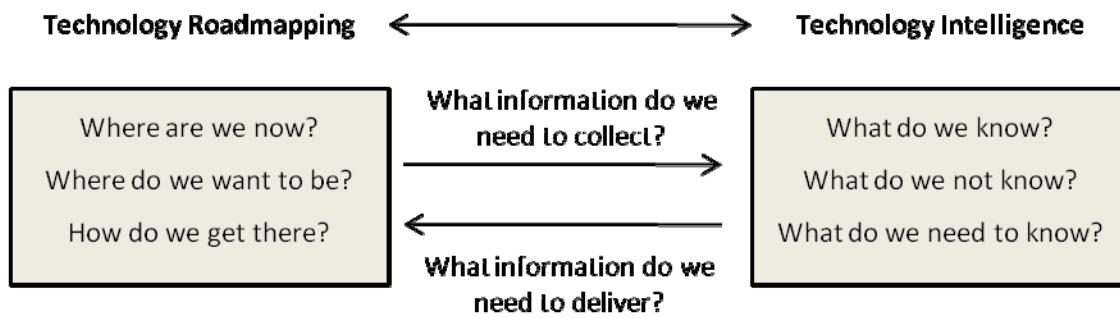 Technology Roadmapping
Technology Intelligence
Where are we now?
Where do we want to be?
How do we get there?
What information do we
need to collect?
What information do we
need to deliver?
What do we know?
What do we not know?
What do we need to know?